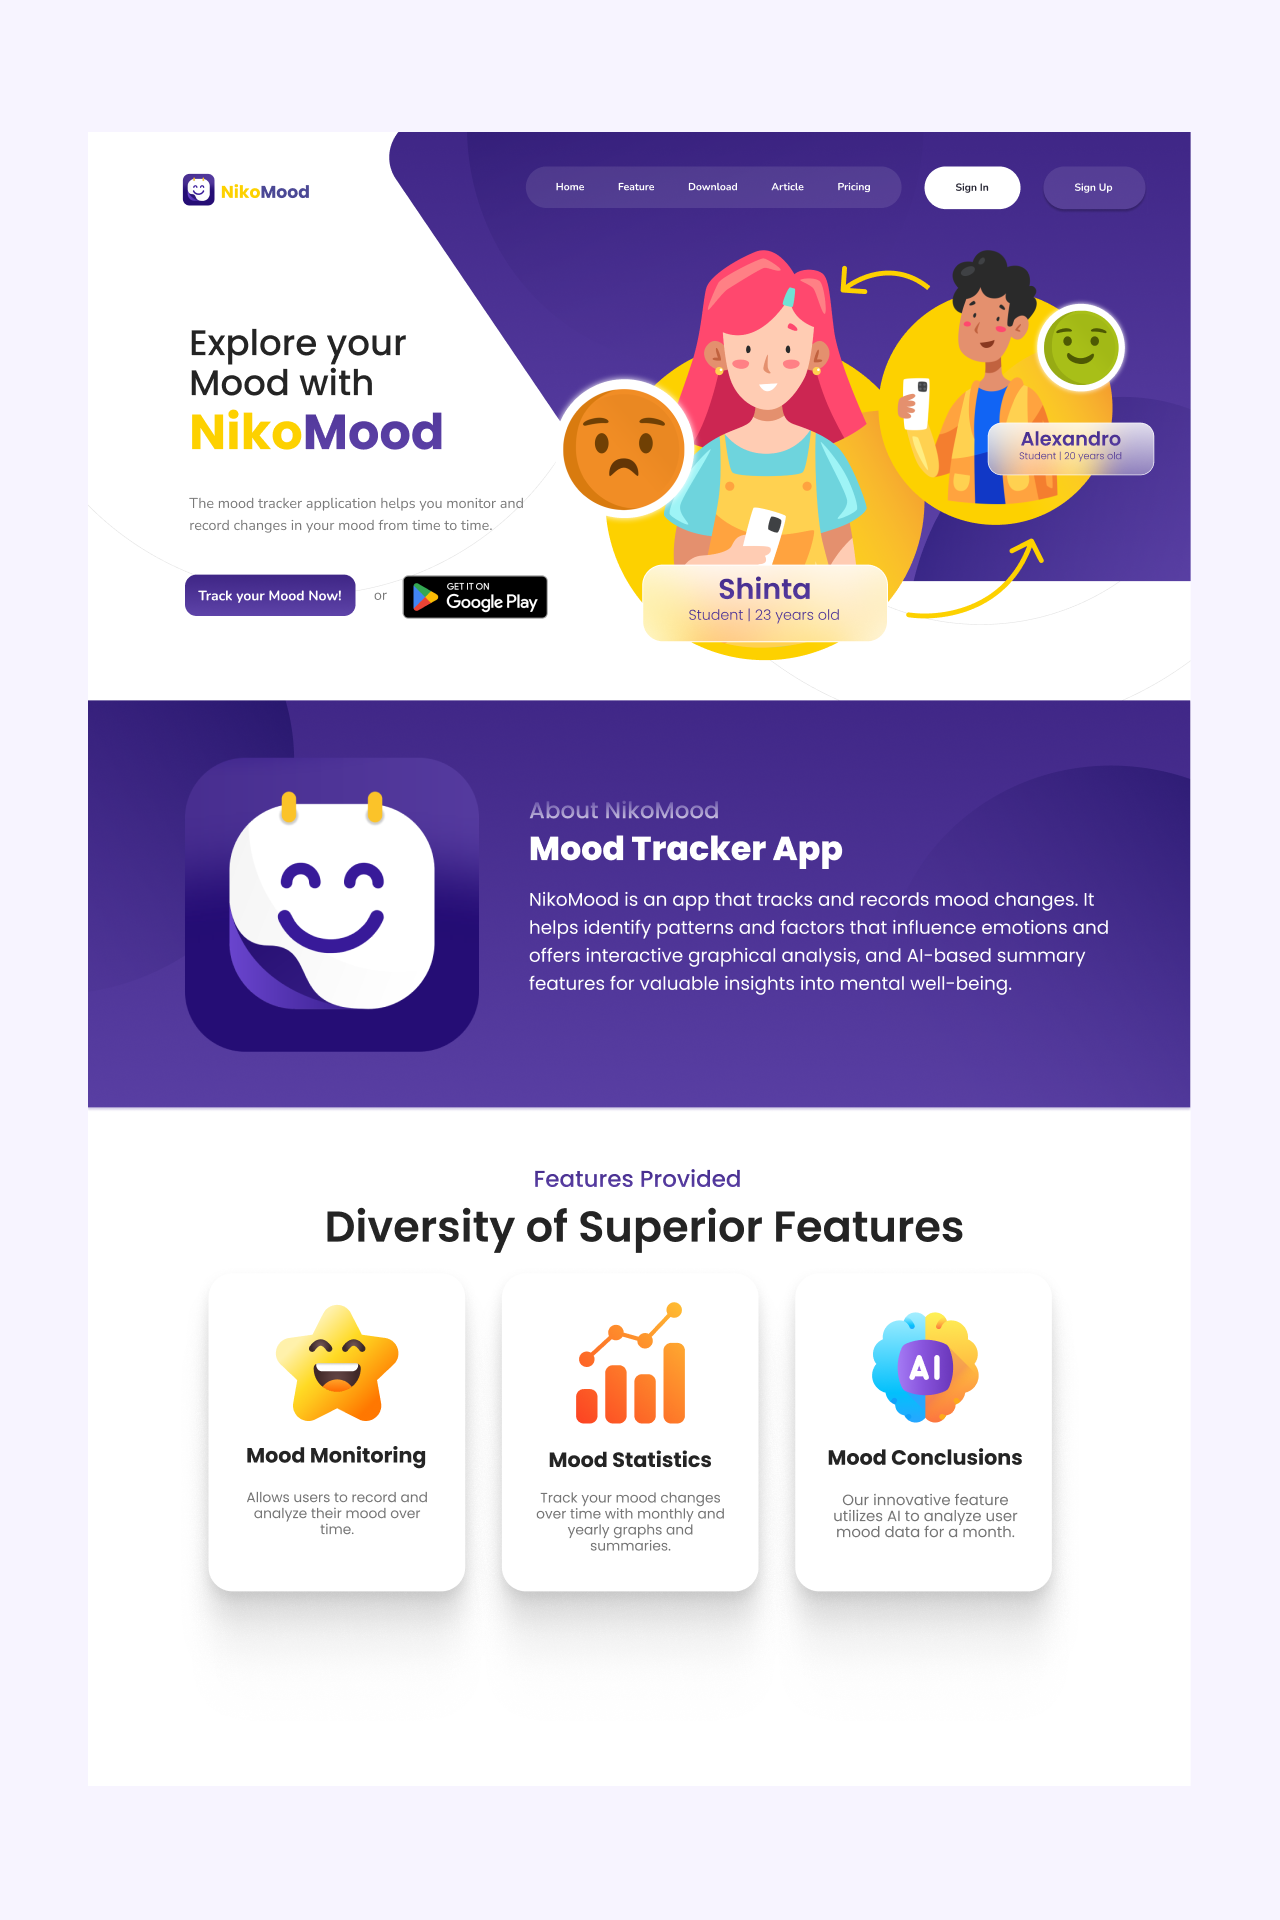 NikoMood
Home
Feature
Download
Article
Pricing
Sign In
Sign Up
Explore your
Mood with
NikoMood
The mood tracker application helps you monitor and
record changes in your mood from time to time.
Track your Mood Now!
or
GET IT ON
Google Play
Alexandro
Student | 20 years old
Shinta
Student | 23 years old
About NikoMood
Mood Tracker App
NikoMood is an app that tracks and records mood changes. It
helps identify patterns and factors that influence emotions and
offers interactive graphical analysis, and AI-based summary
features for valuable insights into mental well-being.
Features Provided
Diversity of Superior Features
Mood Monitoring
Allows users to record and
analyze their mood over
time.
Mood Statistics
Track your mood changes
over time with monthly and
yearly graphs and
summaries.
AI
Mood Conclusions
Our innovative feature
utilizes AI to analyze user
mood data for a month.